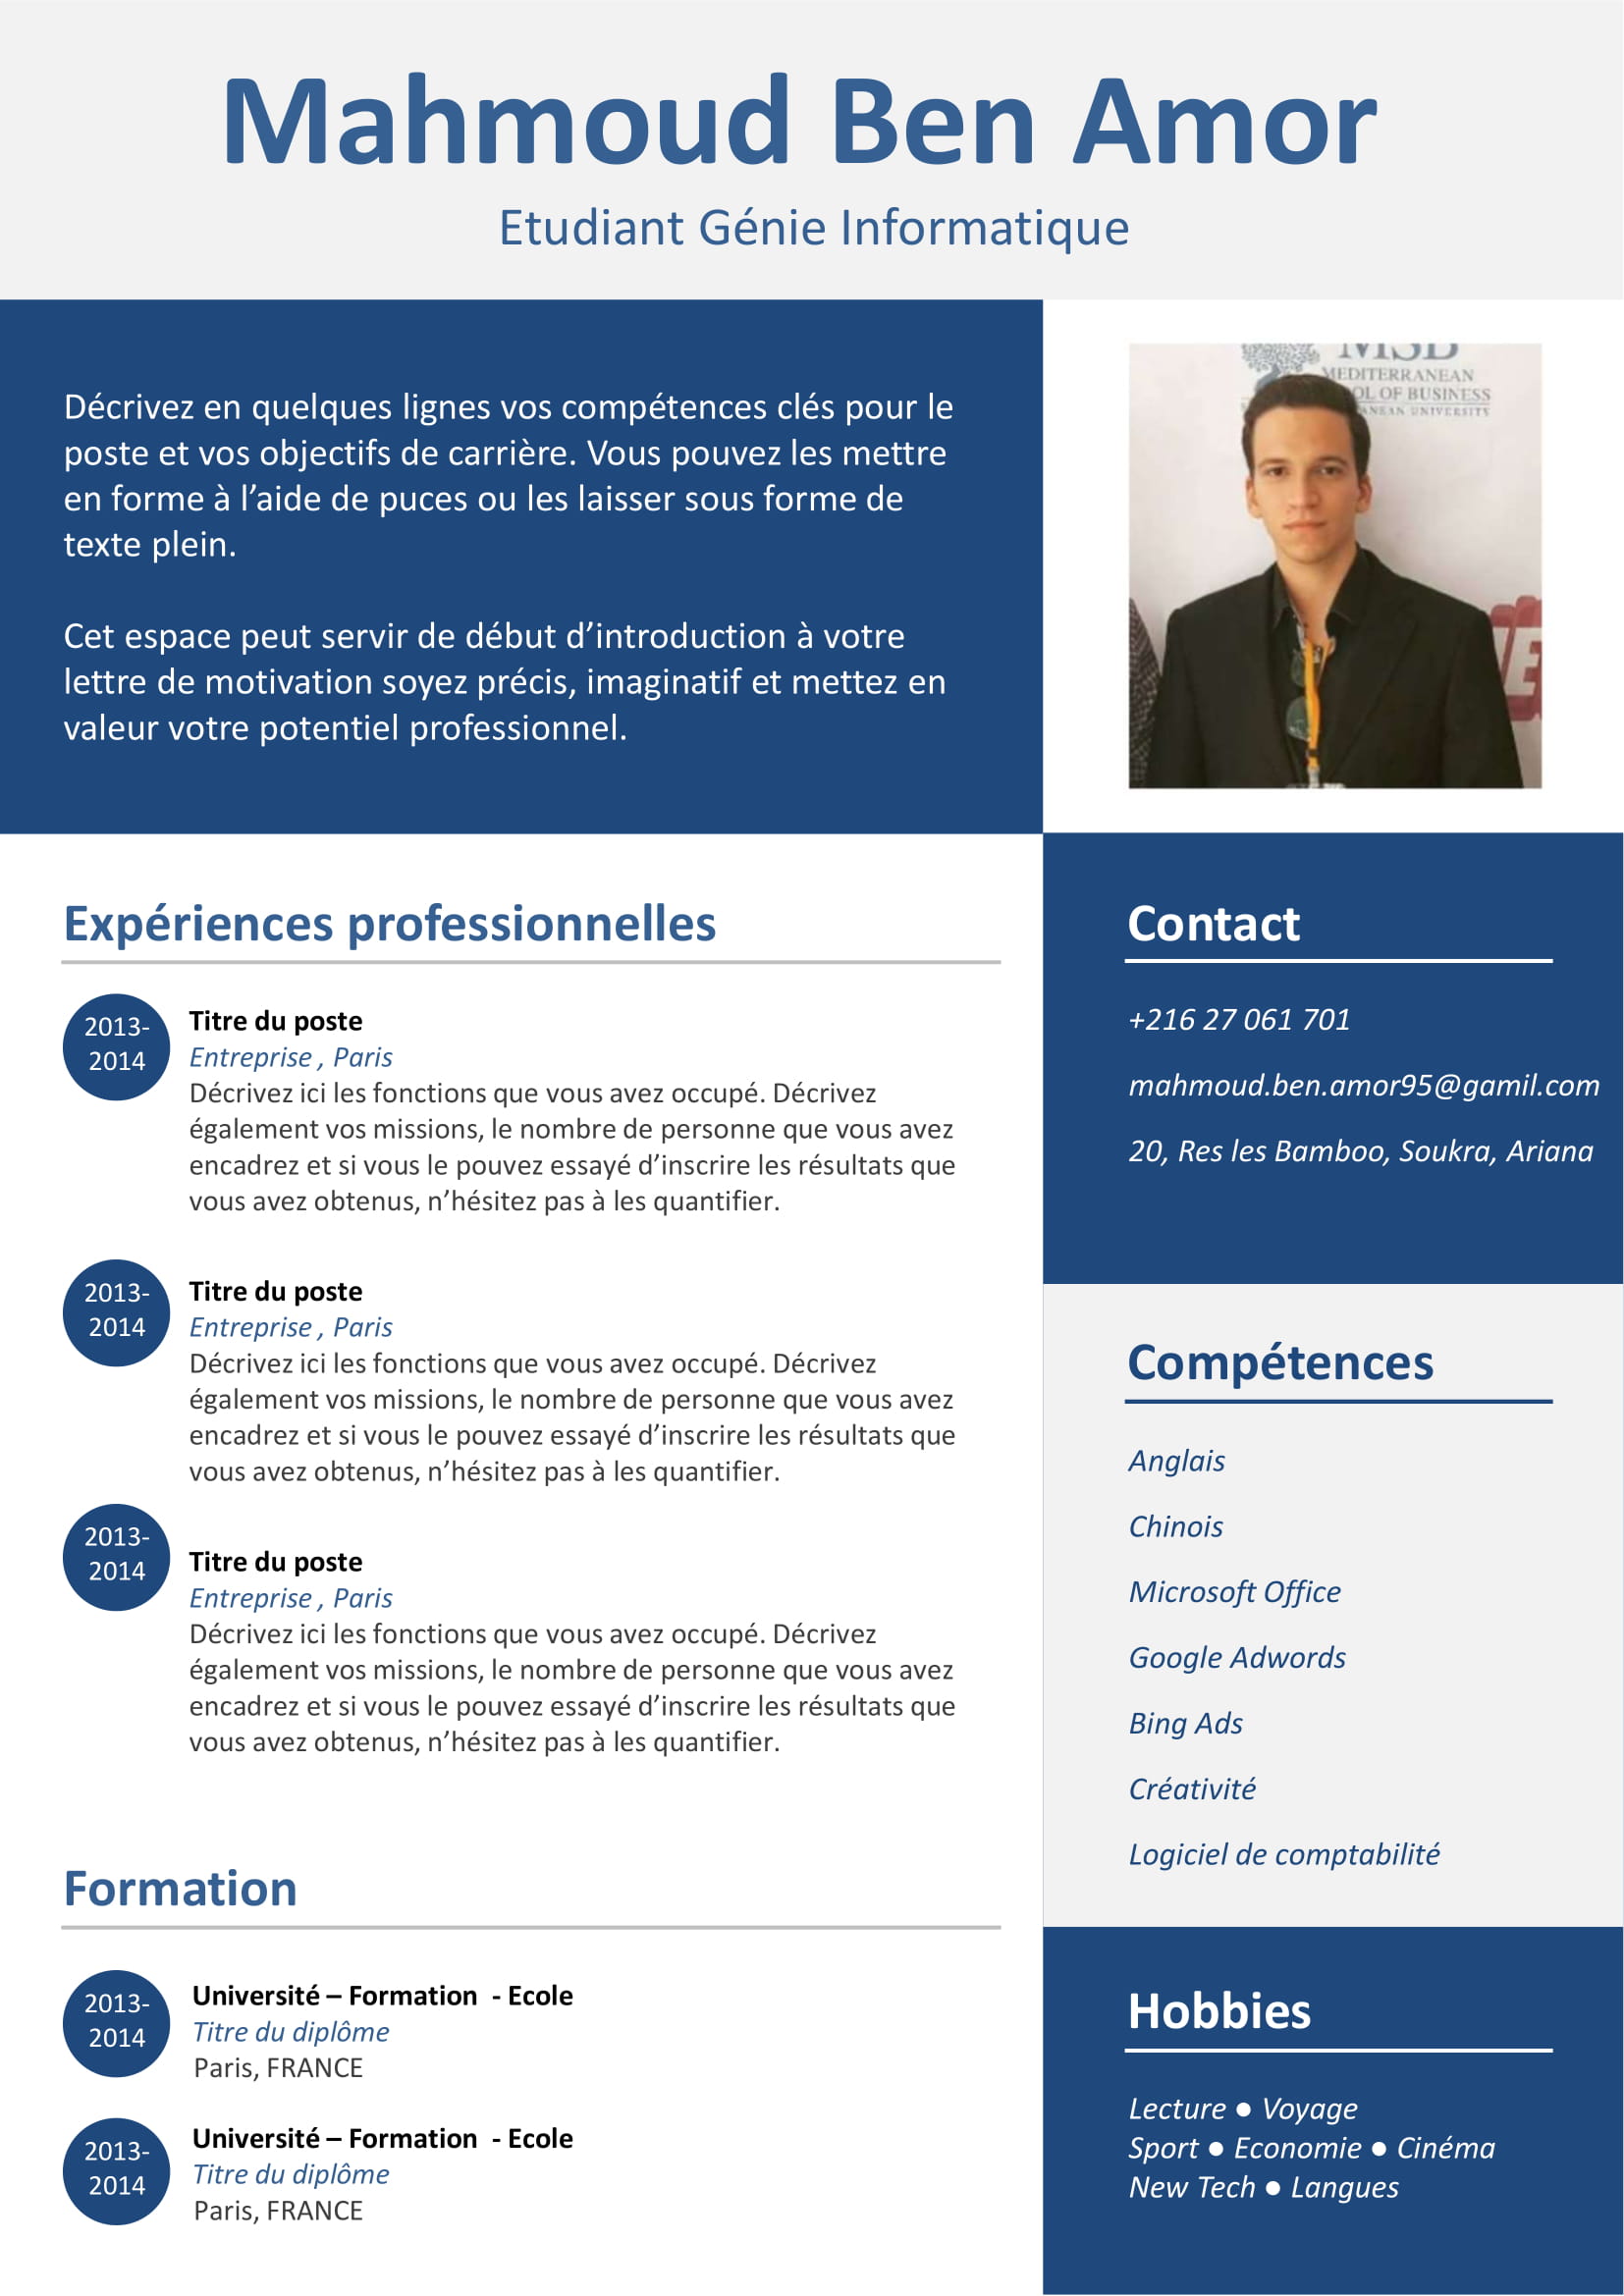 Mahmoud Ben Amor
Etudiant Génie Informatique
Décrivez en quelques lignes vos compétences clés pour le
poste et vos objectifs de carrière. Vous pouvez les mettre
en forme à l’aide de puces ou les laisser sous forme de
texte plein.
Cet espace peut servir de début d’introduction à votre
lettre de motivation soyez précis, imaginatif et mettez en
valeur votre potentiel professionnel.
MSB
MEDITERRANEAN
OL OF BUSINESS
ANEAN UNIVERSITY
Expériences professionnelles
2013-
2014
Titre du poste
Entreprise , Paris
Décrivez ici les fonctions que vous avez occupé. Décrivez
également vos missions, le nombre de personne que vous avez
encadrez et si vous le pouvez essayé d’inscrire les résultats que
vous avez obtenus, n’hésitez pas à les quantifier.
2013-
2014
Titre du poste
Entreprise , Paris
Décrivez ici les fonctions que vous avez occupé. Décrivez
également vos missions, le nombre de personne que vous avez
encadrez et si vous le pouvez essayé d’inscrire les résultats que
vous avez obtenus, n’hésitez pas à les quantifier.
2013-
2014
Titre du poste
Entreprise , Paris
Décrivez ici les fonctions que vous avez occupé. Décrivez
également vos missions, le nombre de personne que vous avez
encadrez et si vous le pouvez essayé d’inscrire les résultats que
vous avez obtenus, n’hésitez pas à les quantifier.
Formation
2013-
2014
Université – Formation  - Ecole
Titre du diplôme
Paris, FRANCE
2013-
2014
Université – Formation  - Ecole
Titre du diplôme
Paris, FRANCE
Contact
+216 27 061 701
mahmoud.ben.amor95@gamil.com
20, Res les Bamboo, Soukra, Ariana
Compétences
Anglais
Chinois
Microsoft Office
Google Adwords
Bing Ads
Créativité
Logiciel de comptabilité
Hobbies
Lecture ● Voyage
Sport ● Economie ● Cinéma
New Tech ● Langues